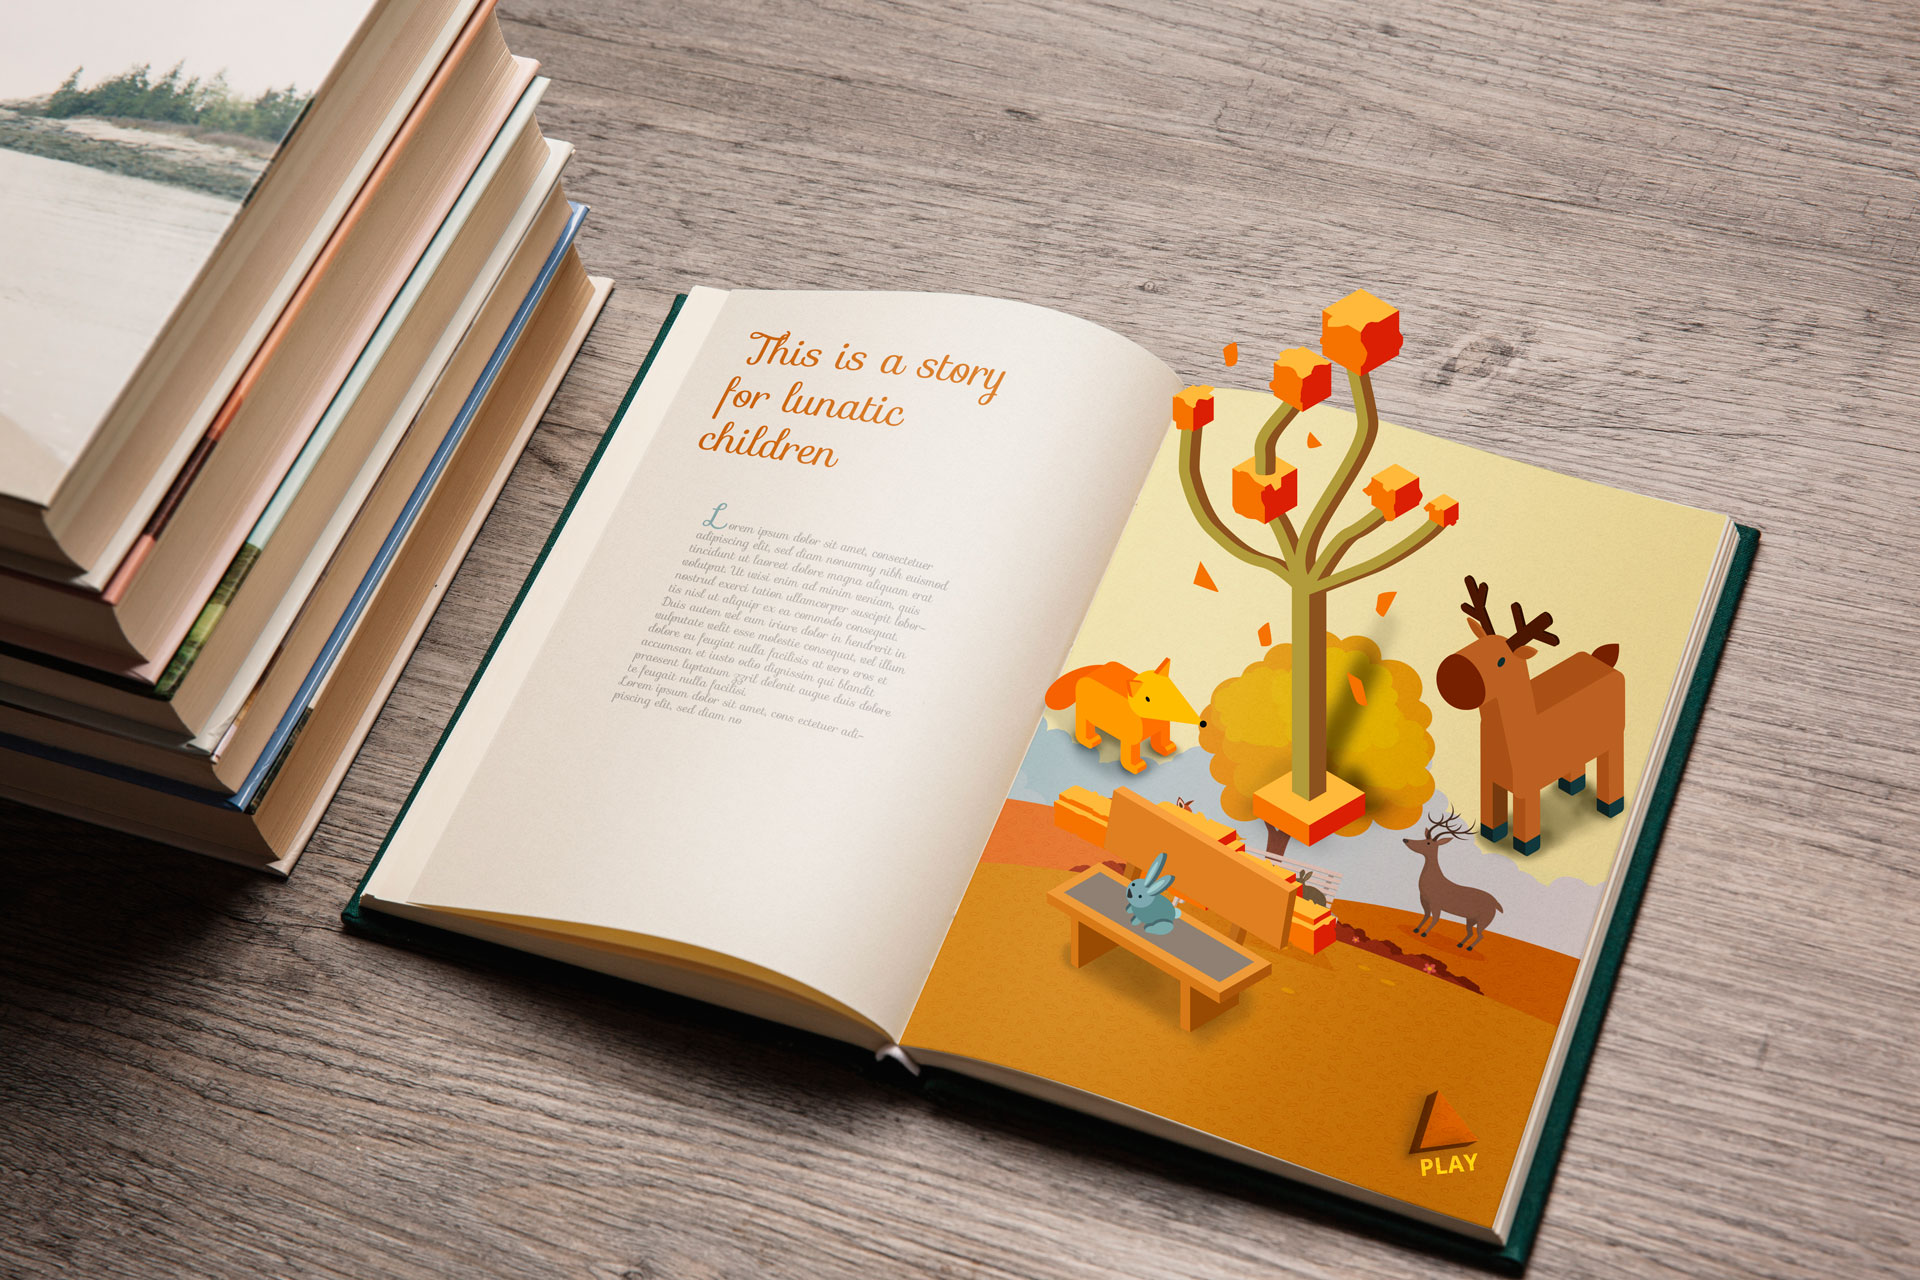 This is a story
for lunatic
children
Lorem ipsum dolor sit amet, consectetuer
adipiscing elit, sed diam nonummy nibh euismod
tincidunt ut laoreet dolore magna aliquam erat
volutpat. Ut wisi enim ad minim veniam, quis
nostrud exerci tation ullamcorper suscipit lobor-
tis nisl ut aliquip ex ea commodo consequat.
Duis autem vel eum iriure dolor in hendrerit in
vulputate velit esse molestie consequat, vel illum
dolore eu feugiat nulla facilisis at vero eros et
accumsan et iusto odio dignissim qui blandit
praesent luptatum zzril delenit augue duis dolore
te feugait nulla facilisi.
Lorem ipsum dolor sit amet, cons ectetuer adi-
piscing elit, sed diam no
PLAY